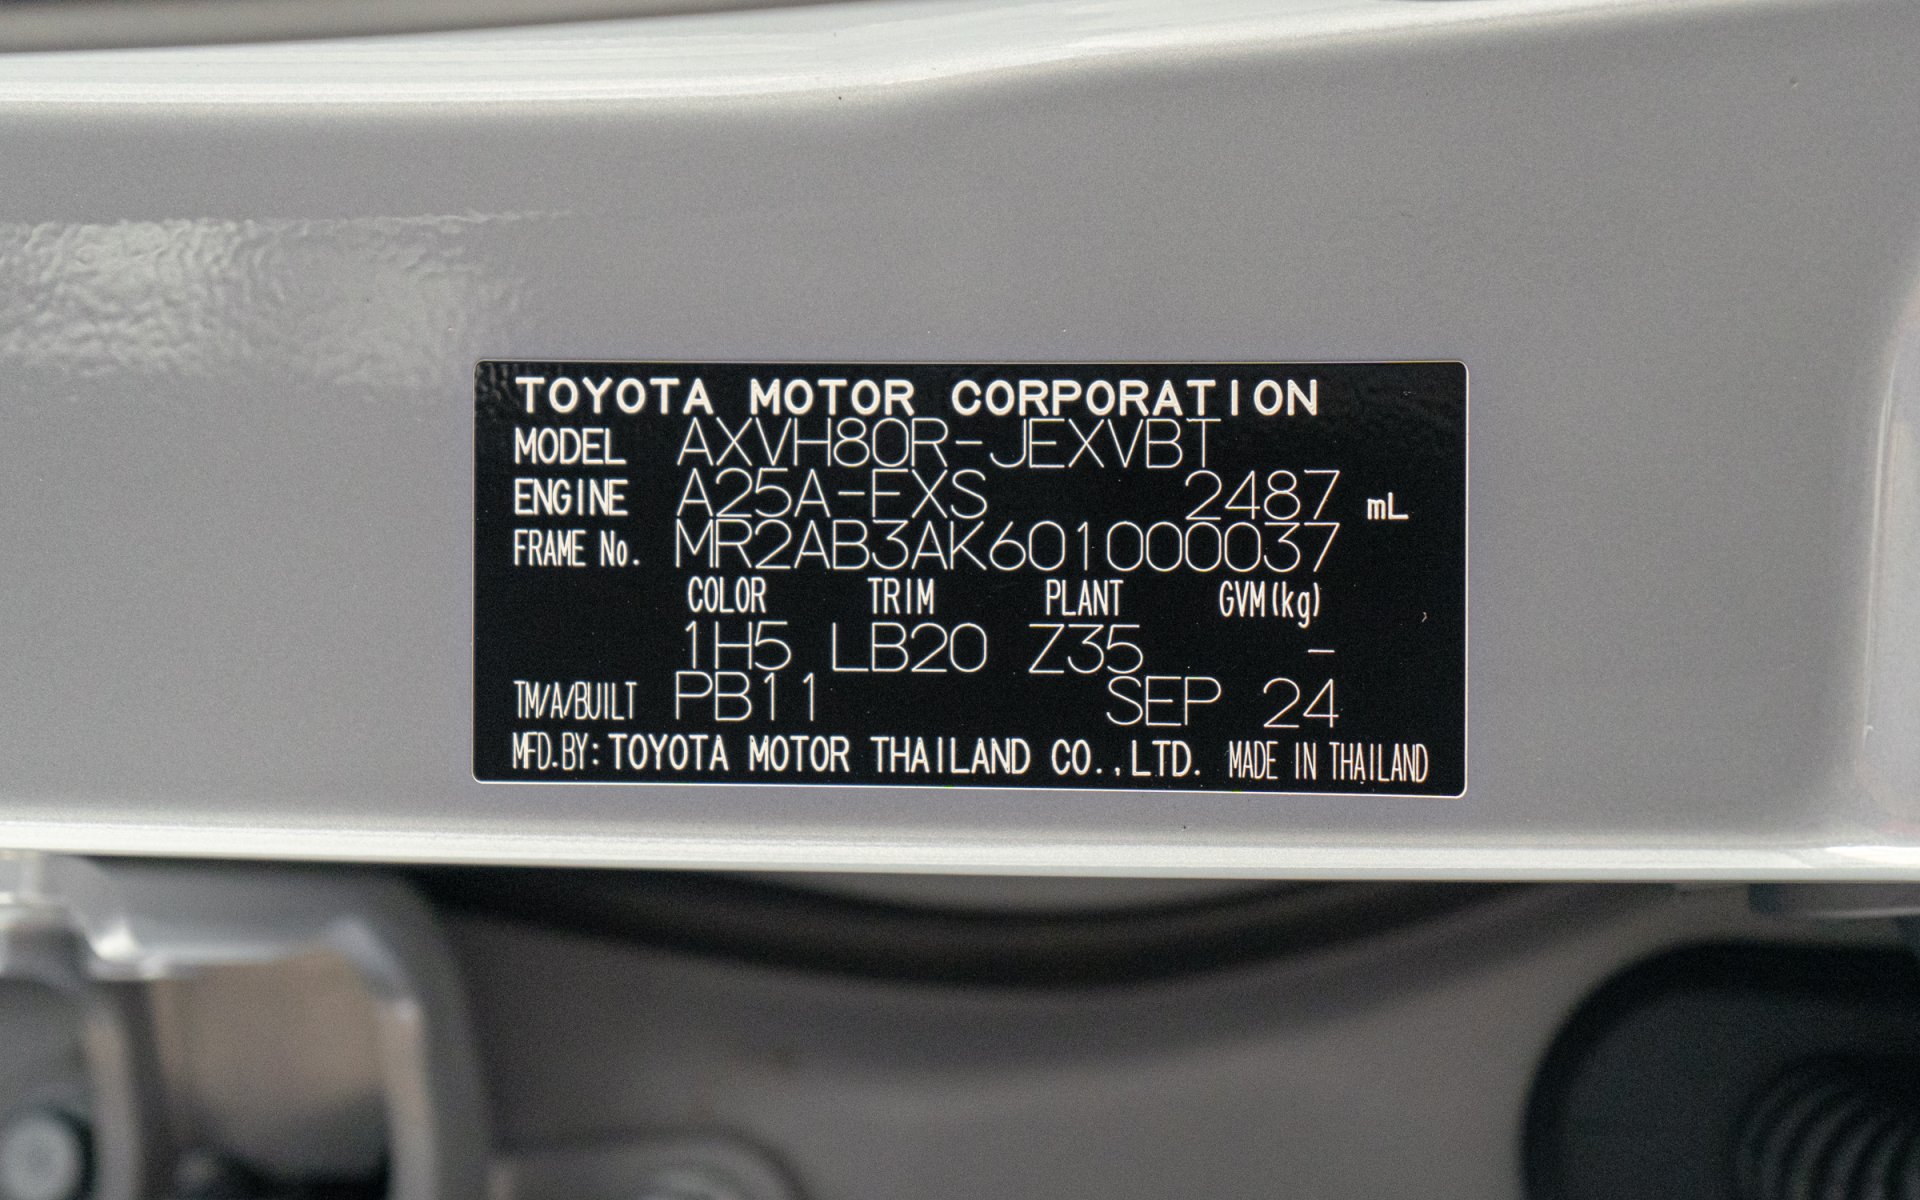 TOYOTA MOTOR CORPORATION
MODEL AXVH80R-JEXVBT
ENGINE A25A-FXS 2487 mL
FRAME No. MR2AB3AK601000037
COLOR TRIM PLANT GVM(kg)
1H5 LB20 Z35 -
TM/A/BUILT PB11 SEP 24
MFD.BY: TOYOTA MOTOR THAILAND CO.,LTD. MADE IN THAILAND